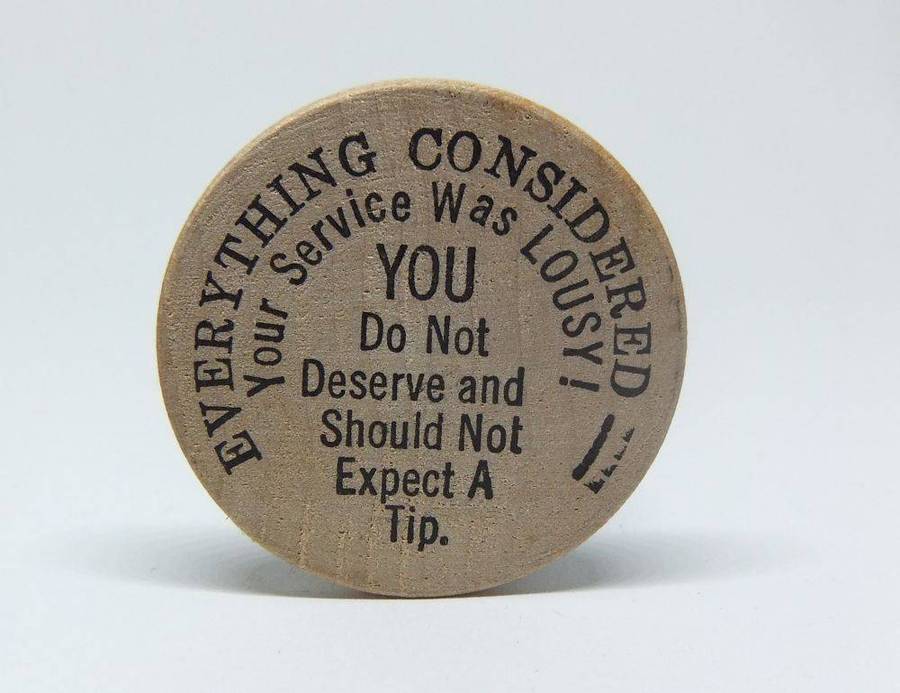 EVERYTHING CONSIDERED
Your Service Was LOUSY!
YOU
Do Not
Deserve and
Should Not
Expect A
Tip.